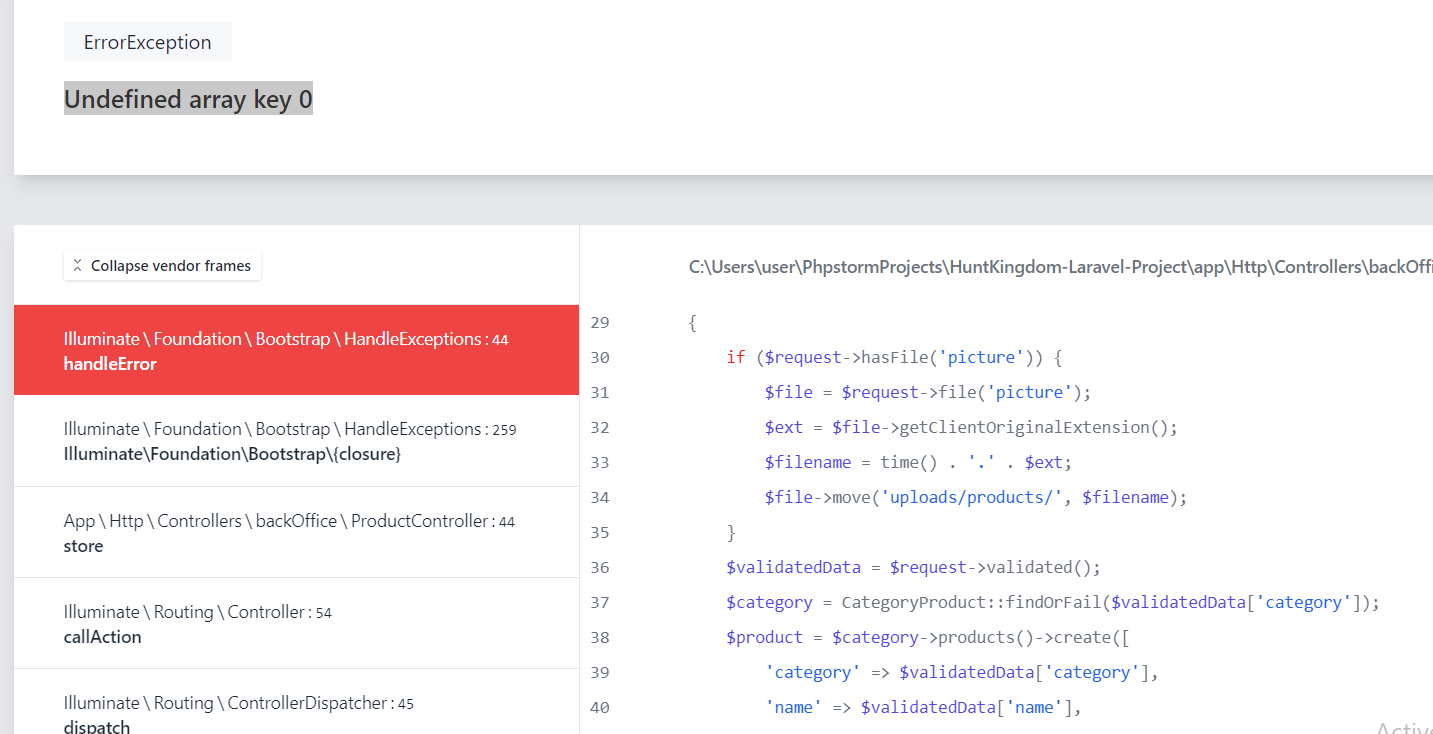 ErrorException
Undefined array key 0
Collapse vendor frames
Illuminate \ Foundation \ Bootstrap \ HandleExceptions : 44
handleError
Illuminate \ Foundation \ Bootstrap \ HandleExceptions : 259
Illuminate\Foundation\Bootstrap\{closure}
App \ Http \ Controllers \ backOffice \ ProductController : 44
store
Illuminate \ Routing \ Controller : 54
callAction
Illuminate \ Routing \ ControllerDispatcher : 45
dispatch
C:\Users\user\PhpstormProjects\HuntKingdom-Laravel-Project\app\Http\Controllers\backOffi
29 {
30 if ($request->hasFile('picture')) {
31 $file = $request->file('picture');
32 $ext = $file->getClientOriginalExtension();
33 $filename = time() . '.' . $ext;
34 $file->move('uploads/products/', $filename);
35 }
36 $validatedData = $request->validated();
37 $category = CategoryProduct::findOrFail($validatedData['category']);
38 $product = $category->products()->create([
39 'category' => $validatedData['category'],
40 'name' => $validatedData['name'],